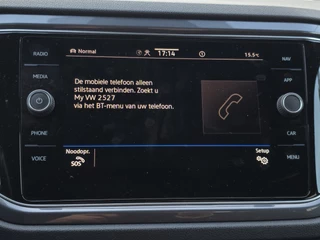 RADIO
MEDIA
PHONE
VOICE
Normal
17:14
15.5°C
De mobiele telefoon alleen
stilstaand verbinden. Zoekt u
My VW 2527
via het BT-menu van uw telefoon.
Noodopr.
SOS
Setup
NAV
APP
CAR
MENU